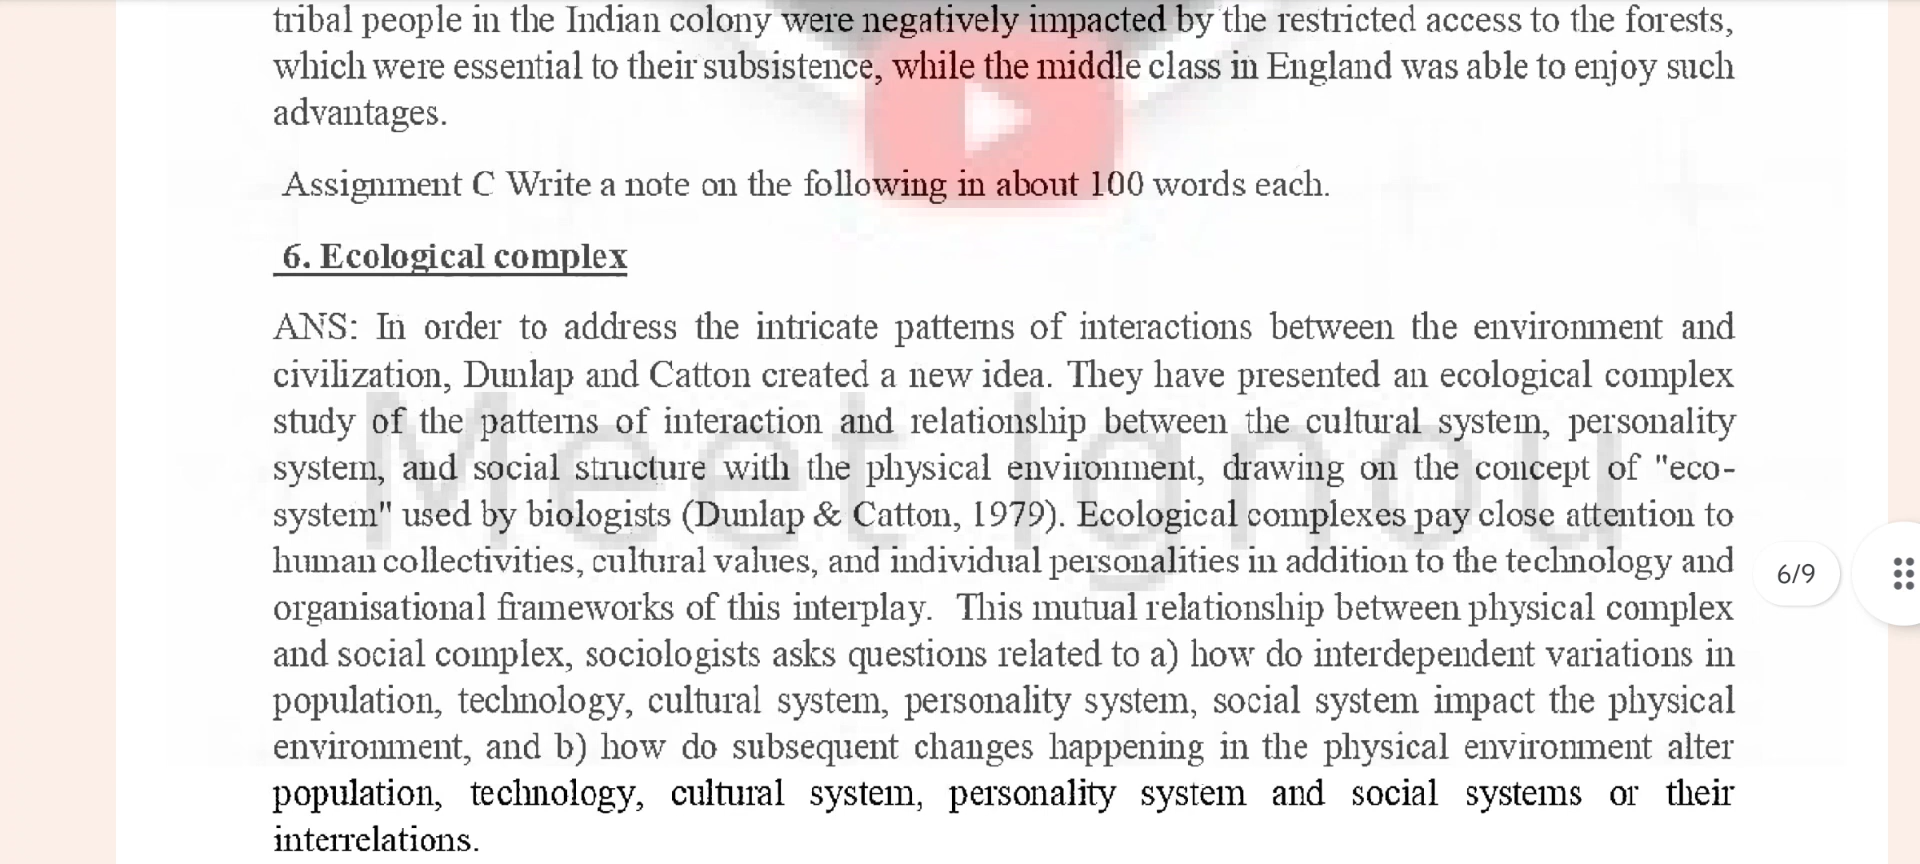 tribal people in the Indian colony were negatively impacted by the restricted access to the forests,
which were essential to their subsistence, while the middle class in England was able to enjoy such
advantages.
Assignment C Write a note on the following in about 100 words each.
6. Ecological complex
ANS: In order to address the intricate patterns of interactions between the environment and
civilization, Dunlap and Catton created a new idea. They have presented an ecological complex
study of the patterns of interaction and relationship between the cultural system, personality
system, and social structure with the physical environment, drawing on the concept of "eco-
system" used by biologists (Dunlap & Catton, 1979). Ecological complexes pay close attention to
human collectivities, cultural values, and individual personalities in addition to the technology and
organisational frameworks of this interplay. This mutual relationship between physical complex
and social complex, sociologists asks questions related to a) how do interdependent variations in
population, technology, cultural system, personality system, social system impact the physical
environment, and b) how do subsequent changes happening in the physical environment alter
population, technology, cultural system, personality system and social systems or their
interrelations.
Meet Ignou
6/9